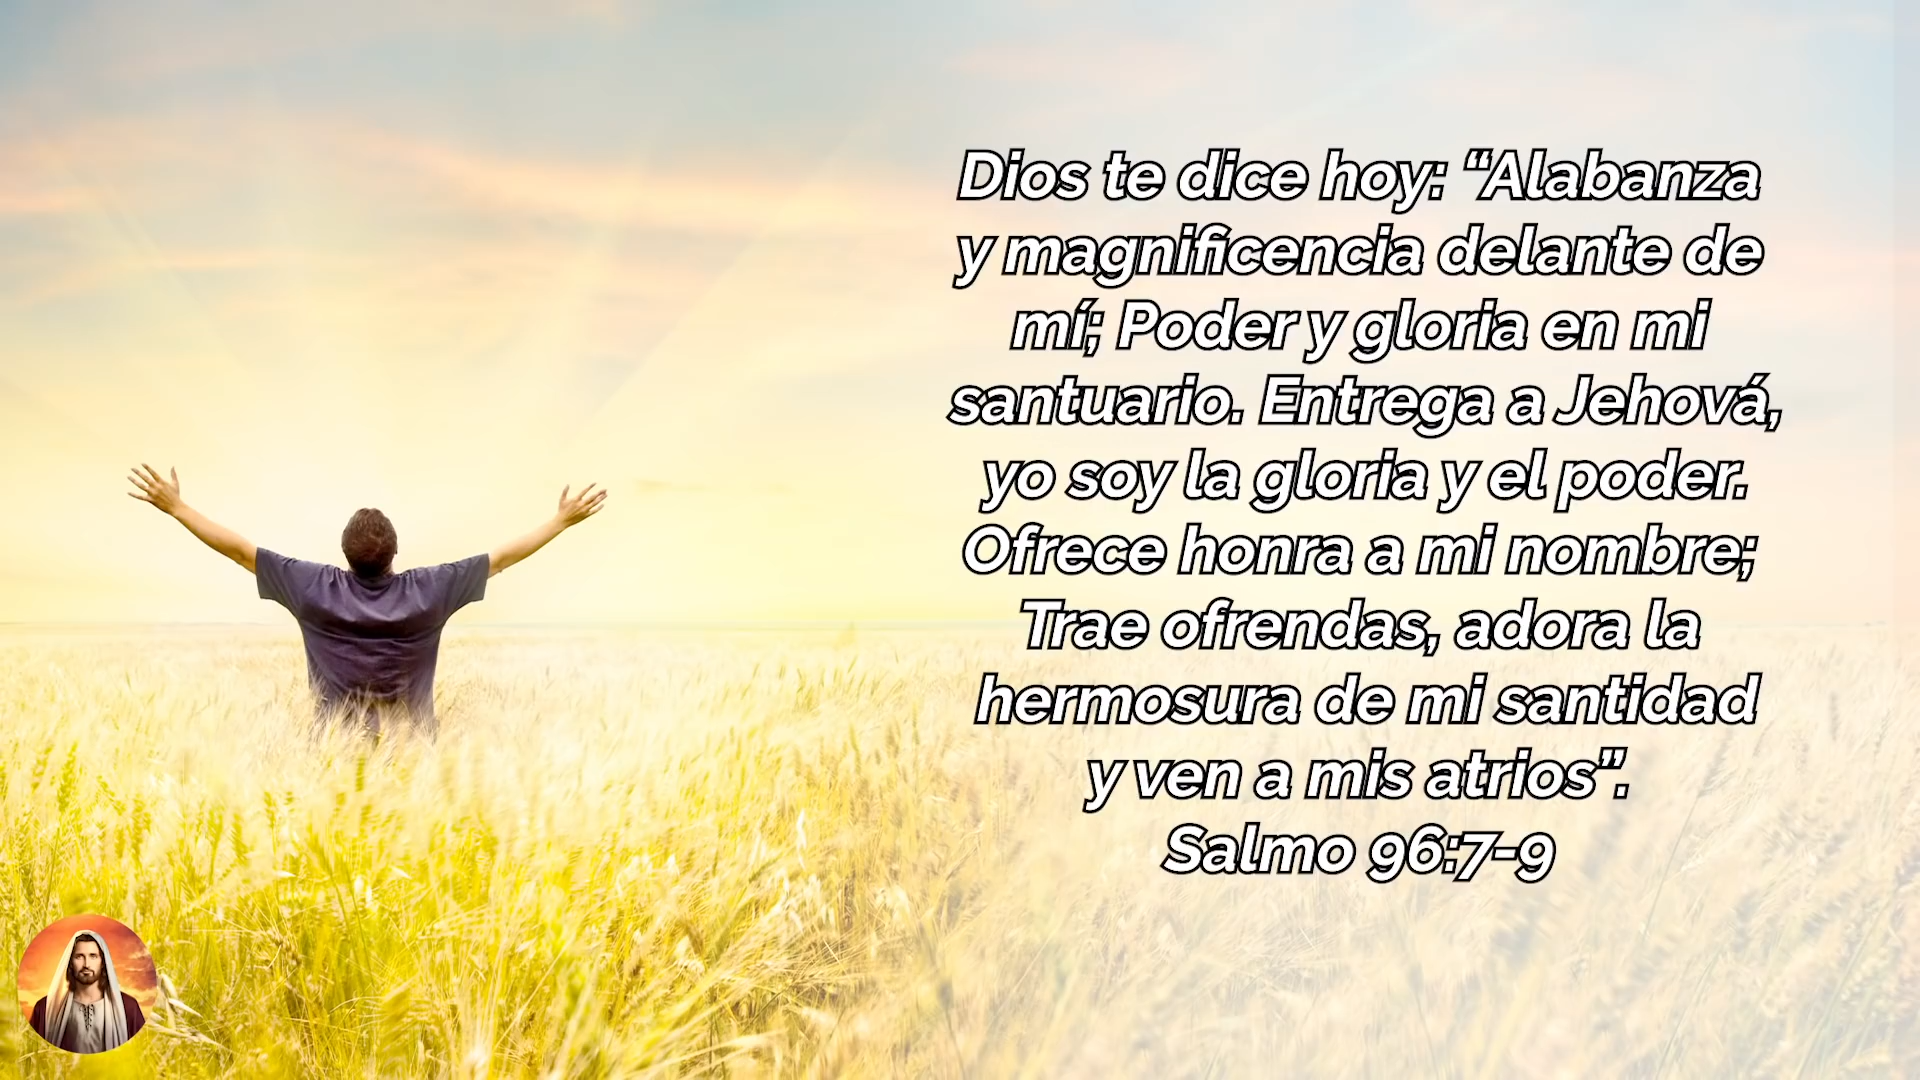 Dios te dice hoy: “Alabanza
y magnificencia delante de
mí; Poder y gloria en mi
santuario. Entrega a Jehová,
yo soy la gloria y el poder.
Ofrece honra a mi nombre;
Trae ofrendas, adora la
hermosura de mi santidad
y ven a mis atrios”.
Salmo 96:7-9